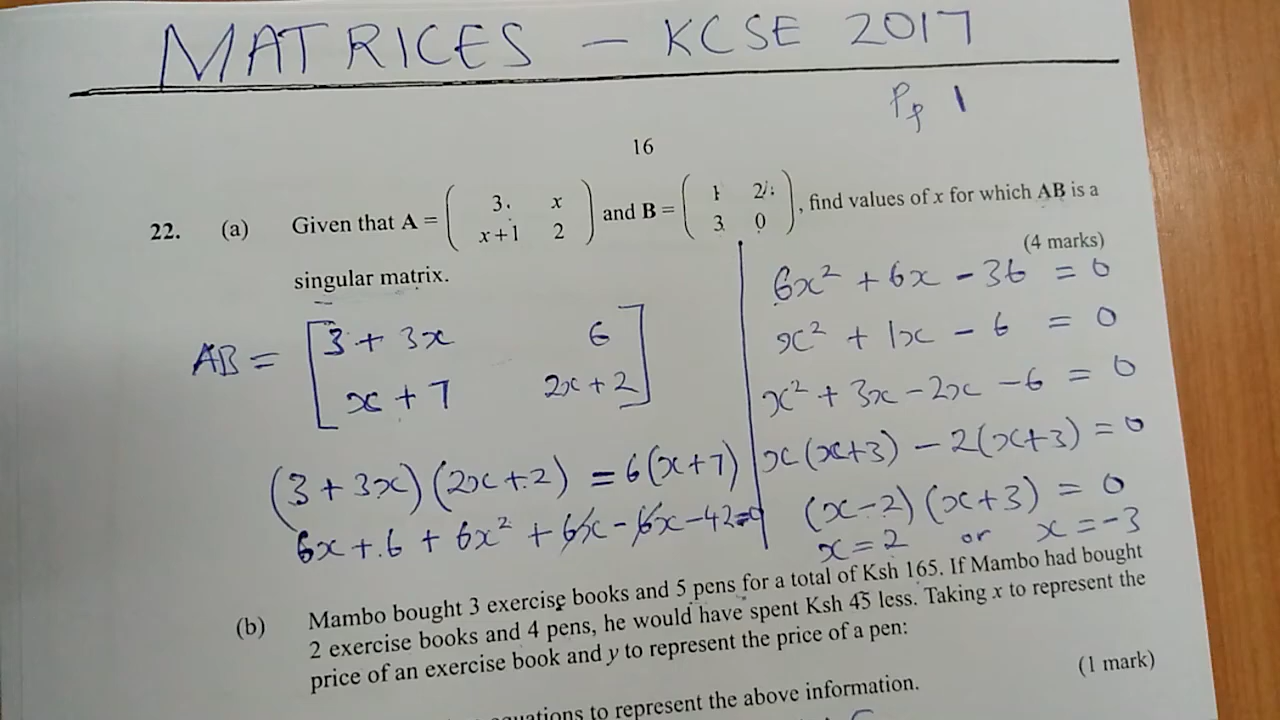 MATRICES – KCSE 2017
Pp 1
16
22. (a) Given that A = ( 3 x ; x+1 2 ) and B = ( 1 2 ; 3 0 ), find values of x for which AB is a
singular matrix.
(4 marks)
AB = [ 3 + 3x 6 ; x + 7 2x + 2 ]
(3 + 3x)(2x + 2) = 6(x+7)
6x + 6 + 6x² + 6x – 6x – 42 = 0
6x² + 6x – 36 = 0
x² + 1x – 6 = 0
x² + 3x – 2x – 6 = 0
x(x+3) – 2(x+3) = 0
(x–2)(x+3) = 0
x = 2 or x = –3
(b) Mambo bought 3 exercise books and 5 pens for a total of Ksh 165. If Mambo had bought
2 exercise books and 4 pens, he would have spent Ksh 45 less. Taking x to represent the
price of an exercise book and y to represent the price of a pen:
(1 mark)
equations to represent the above information.